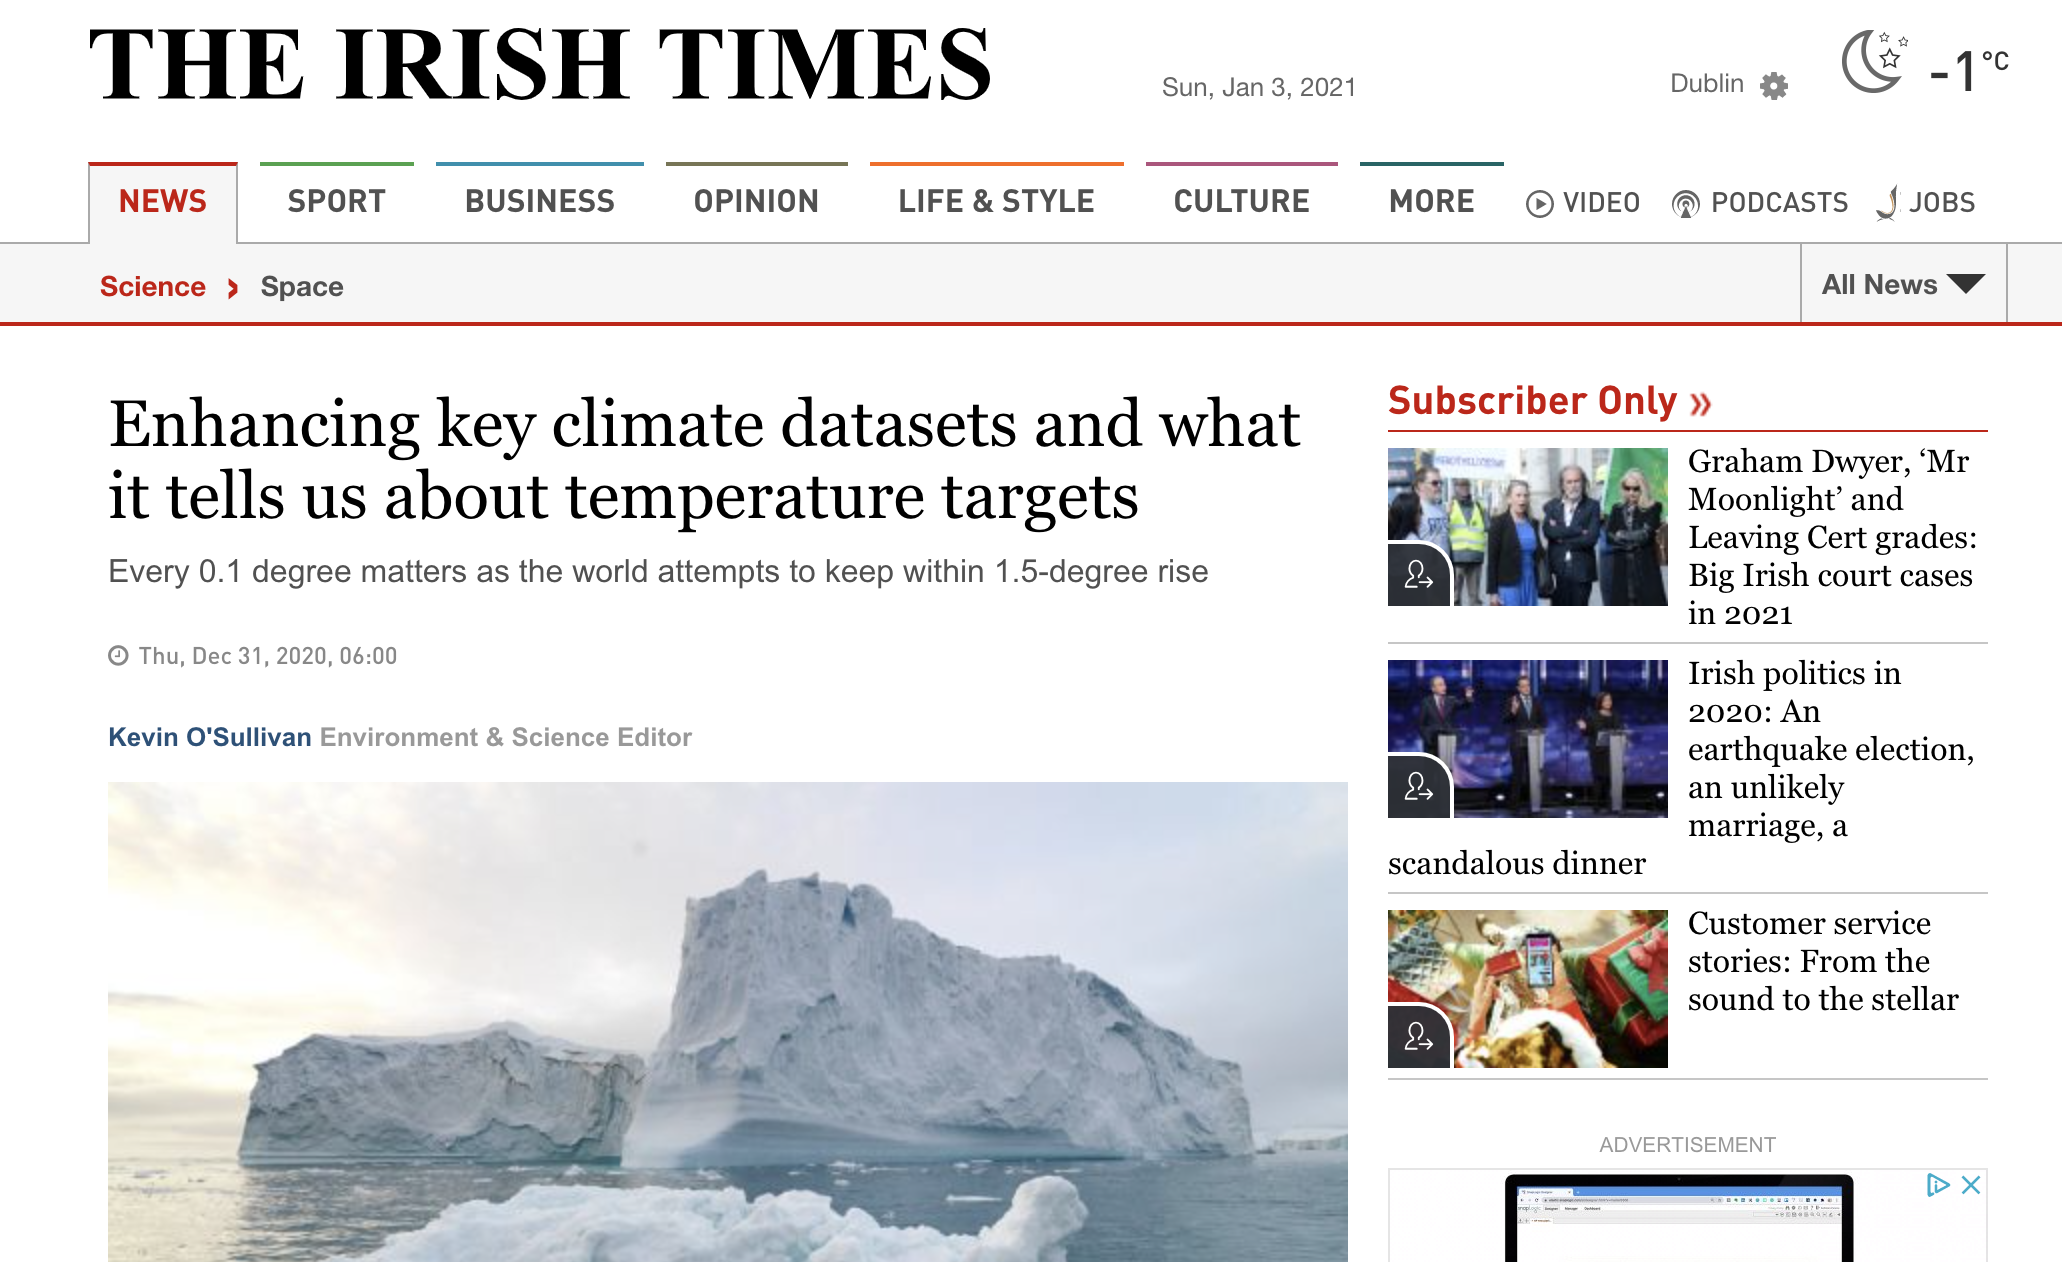 THE IRISH TIMES
Sun, Jan 3, 2021
Dublin
-1°C
NEWS
SPORT
BUSINESS
OPINION
LIFE & STYLE
CULTURE
MORE
VIDEO
PODCASTS
JOBS
Science
Space
All News
Enhancing key climate datasets and what
it tells us about temperature targets
Every 0.1 degree matters as the world attempts to keep within 1.5-degree rise
Thu, Dec 31, 2020, 06:00
Kevin O'Sullivan Environment & Science Editor
Subscriber Only »
Graham Dwyer, ‘Mr
Moonlight’ and
Leaving Cert grades:
Big Irish court cases
in 2021
Irish politics in
2020: An
earthquake election,
an unlikely
marriage, a
scandalous dinner
Customer service
stories: From the
sound to the stellar
ADVERTISEMENT
Designer
Manager
Dashboard